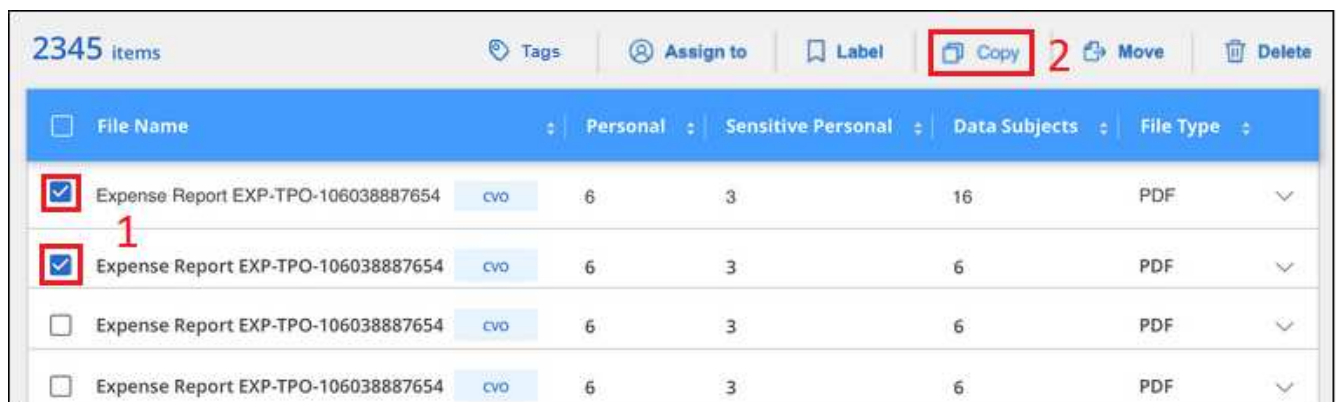 2345 items Tags Assign to Label Copy 2 Move Delete
File Name Personal Sensitive Personal Data Subjects File Type
Expense Report EXP-TPO-106038887654 CVO 6 3 16 PDF
1
Expense Report EXP-TPO-106038887654 CVO 6 3 6 PDF
Expense Report EXP-TPO-106038887654 CVO 6 3 6 PDF
Expense Report EXP-TPO-106038887654 CVO 6 3 6 PDF